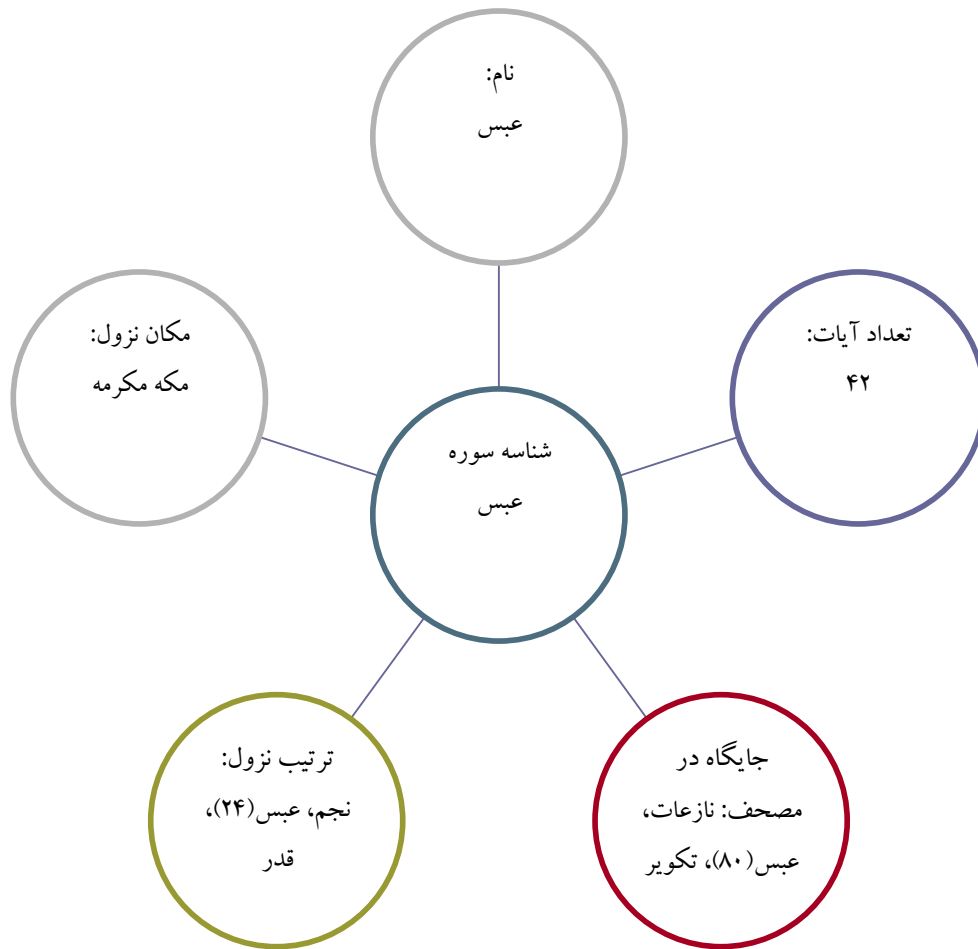 نام:
عبس
تعداد آیات:
۴۲
مکان نزول:
مکه مکرمه
شناسه سوره
عبس
جایگاه در
مصحف: نازعات،
عبس(۸۰)، تکویر
ترتیب نزول:
نجم، عبس(۲۴)،
قدر